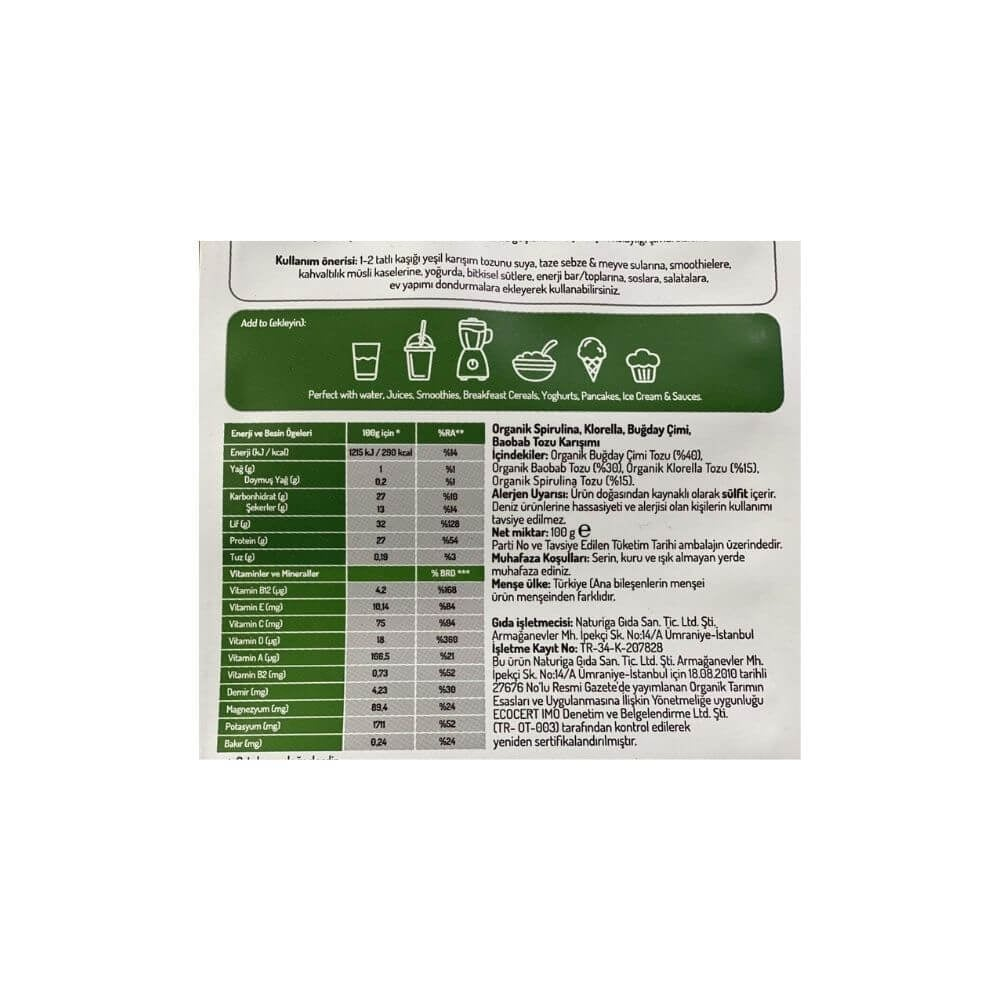 Kullanım önerisi: 1-2 tatlı kaşığı yeşil karışım tozunu suya, taze sebze & meyve sularına, smoothielere,
kahvaltılık müsli kaselerine, yoğurda, bitkisel sütlere, enerji bar/toplarına, soslara, salatalara,
ev yapımı dondurmalara ekleyerek kullanabilirsiniz.
Add to (ekleyin):
Perfect with water, Juices, Smoothies, Breakfeast Cereals, Yoghurts, Pancakes, Ice Cream & Sauces.
Enerji ve Besin Ögeleri 100g için * %RA**
Enerji (kJ / kcal) 1215 kJ / 290 kcal %14
Yağ (g) 1 %1
Doymuş Yağ (g) 0,2 %1
Karbonhidrat (g) 27 %10
Şekerler (g) 13 %14
Lif (g) 32 %128
Protein (g) 27 %54
Tuz (g) 0,19 %3
Vitaminler ve Mineraller % BRD ***
Vitamin B12 (µg) 4,2 %168
Vitamin E (mg) 10,14 %84
Vitamin C (mg) 75 %94
Vitamin D (µg) 18 %360
Vitamin A (µg) 166,5 %21
Vitamin B2 (mg) 0,73 %52
Demir (mg) 4,23 %30
Magnezyum (mg) 89,4 %24
Potasyum (mg) 1711 %52
Bakır (mg) 0,24 %24
Organik Spirulina, Klorella, Buğday Çimi,
Baobab Tozu Karışımı
İçindekiler: Organik Buğday Çimi Tozu (%40),
Organik Baobab Tozu (%30), Organik Klorella Tozu (%15),
Organik Spirulina Tozu (%15).
Alerjen Uyarısı: Ürün doğasından kaynaklı olarak sülfit içerir.
Deniz ürünlerine hassasiyeti ve alerjisi olan kişilerin kullanımı
tavsiye edilmez.
Net miktar: 100 g ℮
Parti No ve Tavsiye Edilen Tüketim Tarihi ambalajın üzerindedir.
Muhafaza Koşulları: Serin, kuru ve ışık almayan yerde
muhafaza ediniz.
Menşe ülke: Türkiye (Ana bileşenlerin menşei
ürün menşeinden farklıdır.
Gıda işletmecisi: Naturiga Gıda San. Tic. Ltd. Şti.
Armağanevler Mh. İpekçi Sk. No:14/A Ümraniye-İstanbul
İşletme Kayıt No: TR-34-K-207828
Bu ürün Naturiga Gıda San. Tic. Ltd. Şti. Armağanevler Mh.
İpekçi Sk. No:14/A Ümraniye-İstanbul için 18.08.2010 tarihli
27676 No'lu Resmi Gazete'de yayımlanan Organik Tarımın
Esasları ve Uygulanmasına İlişkin Yönetmeliğe uygunluğu
ECOCERT IMO Denetim ve Belgelendirme Ltd. Şti.
(TR- OT-003) tarafından kontrol edilerek
yeniden sertifikalandırılmıştır.